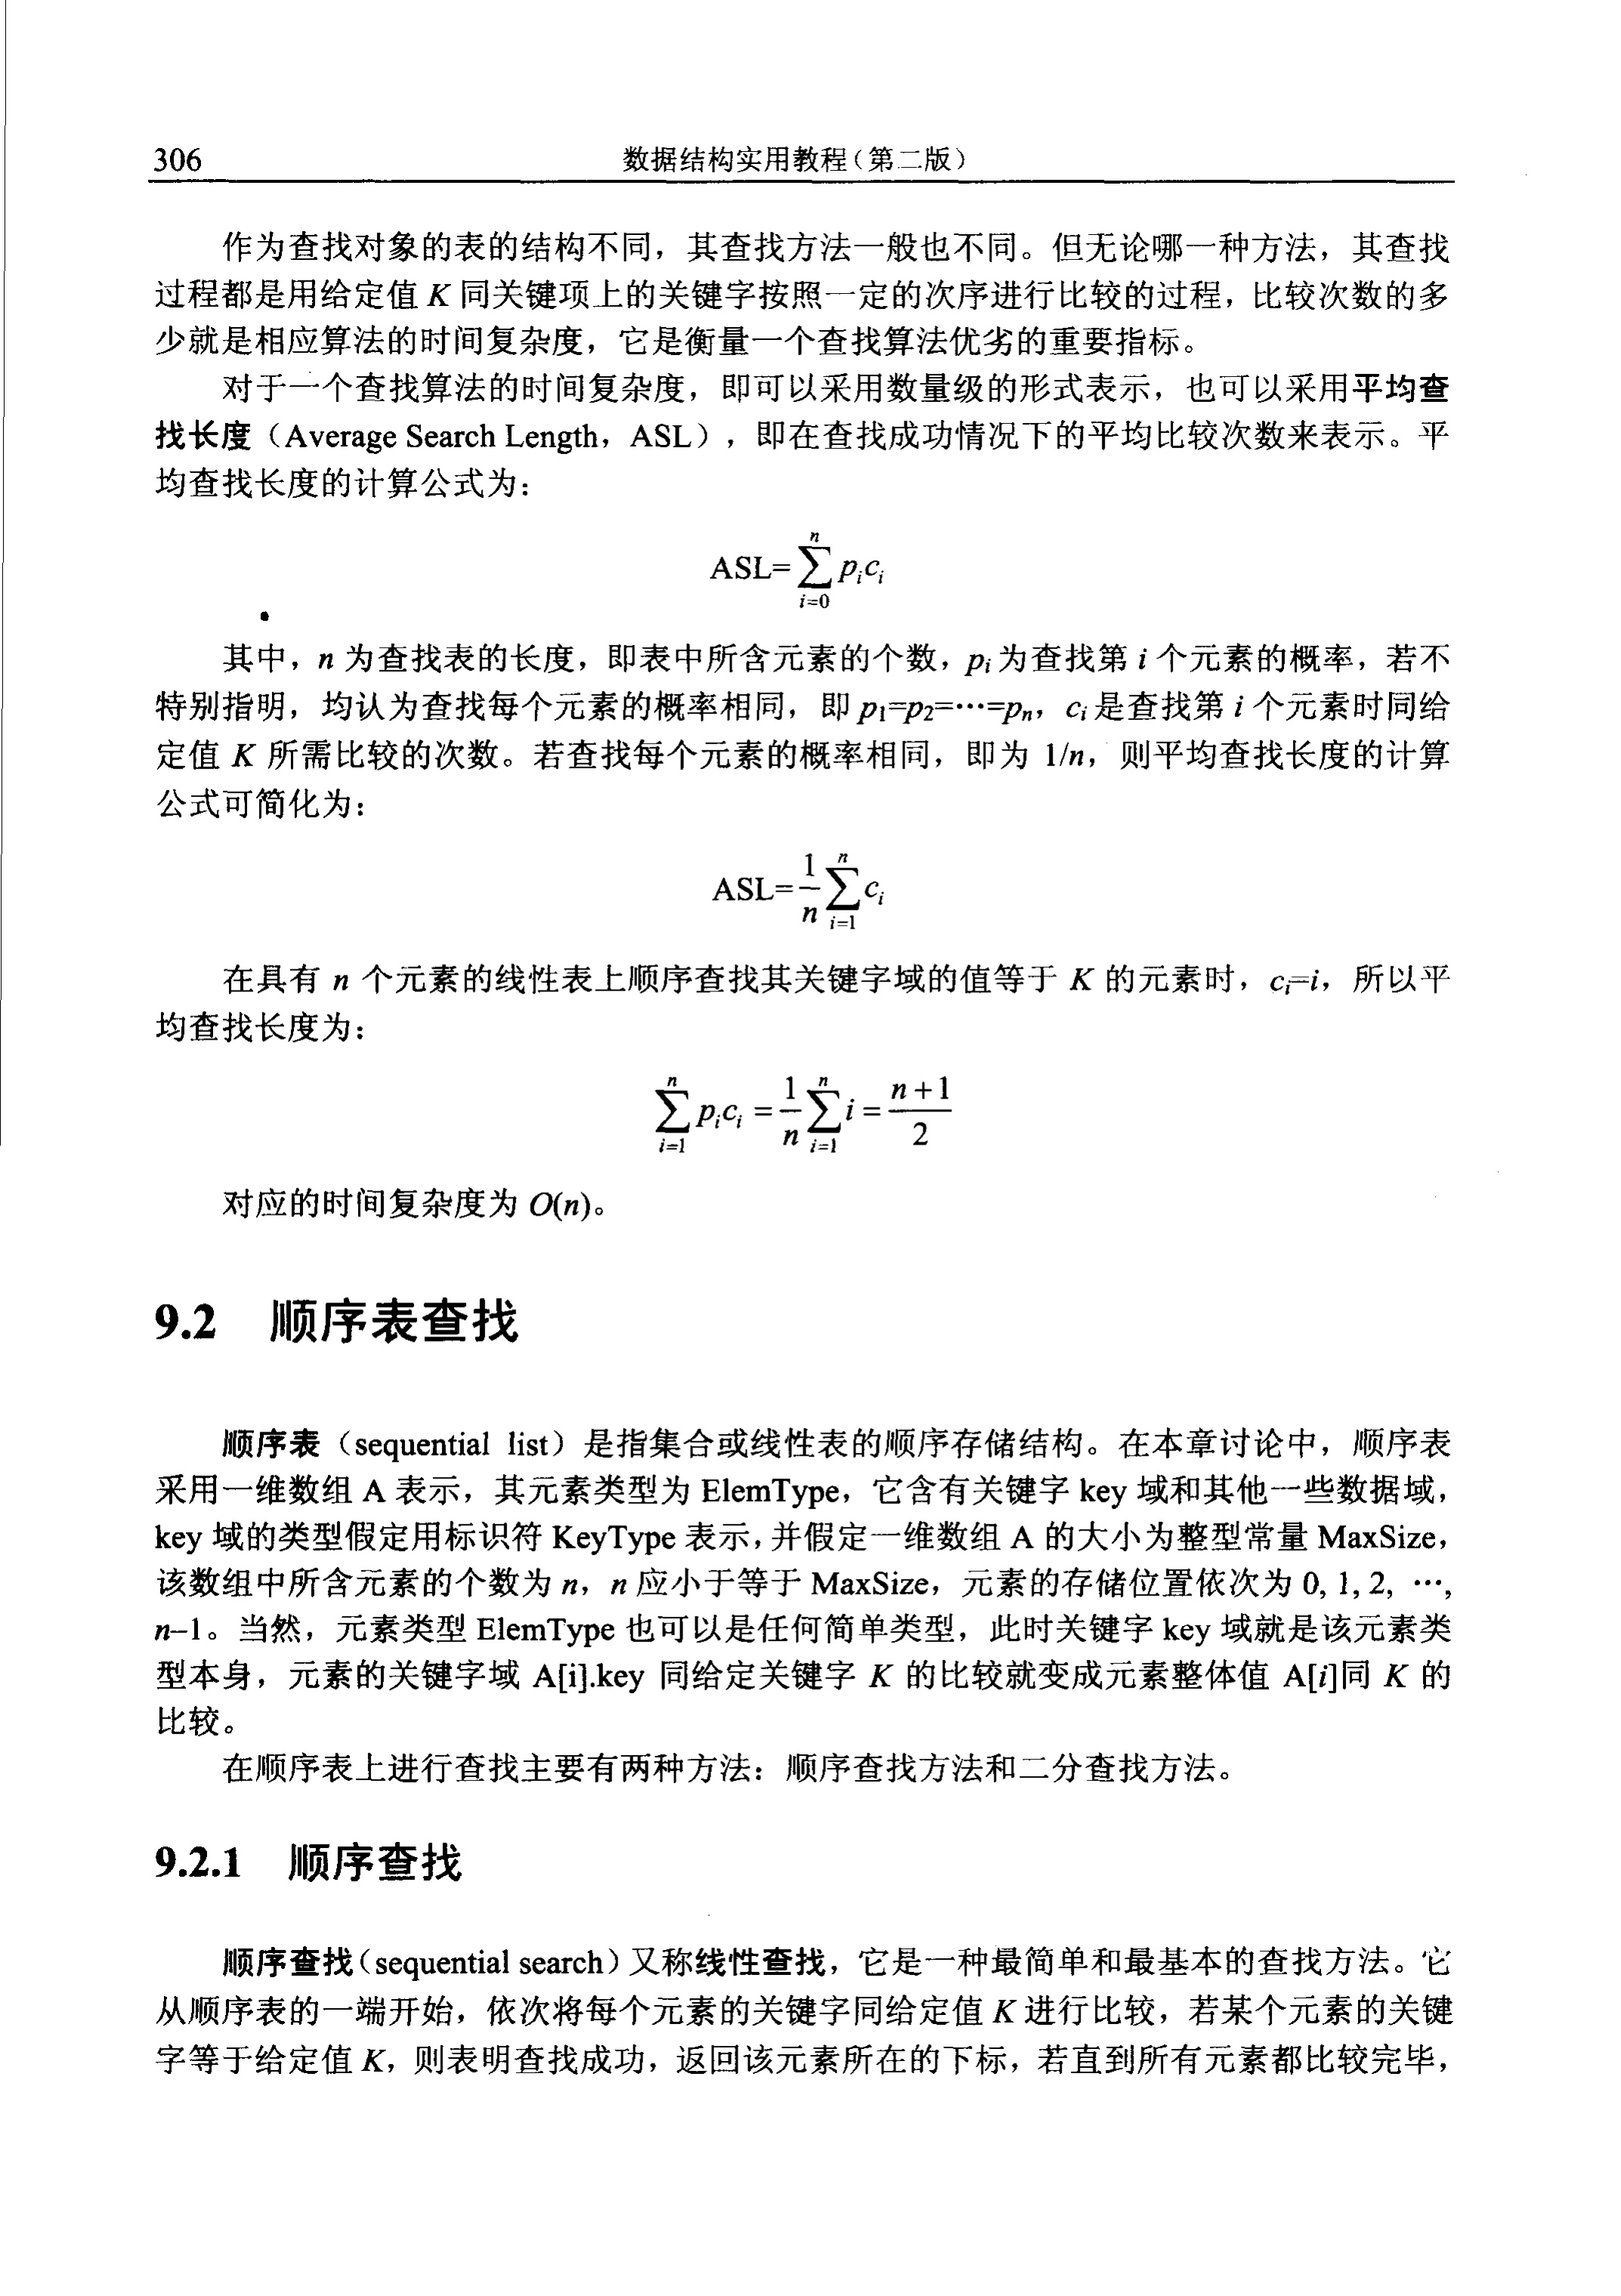 306 数据结构实用教程（第二版）
作为查找对象的表的结构不同，其查找方法一般也不同。但无论哪一种方法，其查找
过程都是用给定值 K 同关键项上的关键字按照一定的次序进行比较的过程，比较次数的多
少就是相应算法的时间复杂度，它是衡量一个查找算法优劣的重要指标。
对于一个查找算法的时间复杂度，即可以采用数量级的形式表示，也可以采用平均查
找长度（Average Search Length，ASL），即在查找成功情况下的平均比较次数来表示。平
均查找长度的计算公式为：
ASL=∑_{i=0}^{n} p_i c_i
其中，n 为查找表的长度，即表中所含元素的个数，p_i 为查找第 i 个元素的概率，若不
特别指明，均认为查找每个元素的概率相同，即 p_1=p_2=…=p_n，c_i 是查找第 i 个元素时同给
定值 K 所需比较的次数。若查找每个元素的概率相同，即为 1/n，则平均查找长度的计算
公式可简化为：
ASL=\frac{1}{n}∑_{i=1}^{n} c_i
在具有 n 个元素的线性表上顺序查找其关键字域的值等于 K 的元素时，c_i=i，所以平
均查找长度为：
∑_{i=1}^{n} p_i c_i = \frac{1}{n}∑_{i=1}^{n} i = \frac{n+1}{2}
对应的时间复杂度为 O(n)。
9.2 顺序表查找
顺序表（sequential list）是指集合或线性表的顺序存储结构。在本章讨论中，顺序表
采用一维数组 A 表示，其元素类型为 ElemType，它含有关键字 key 域和其他一些数据域，
key 域的类型假定用标识符 KeyType 表示，并假定一维数组 A 的大小为整型常量 MaxSize，
该数组中所含元素的个数为 n，n 应小于等于 MaxSize，元素的存储位置依次为 0, 1, 2, …,
n–1。当然，元素类型 ElemType 也可以是任何简单类型，此时关键字 key 域就是该元素类
型本身，元素的关键字域 A[i].key 同给定关键字 K 的比较就变成元素整体值 A[i]同 K 的
比较。
在顺序表上进行查找主要有两种方法：顺序查找方法和二分查找方法。
9.2.1 顺序查找
顺序查找（sequential search）又称线性查找，它是一种最简单和最基本的查找方法。它
从顺序表的一端开始，依次将每个元素的关键字同给定值 K 进行比较，若某个元素的关键
字等于给定值 K，则表明查找成功，返回该元素所在的下标，若直到所有元素都比较完毕，